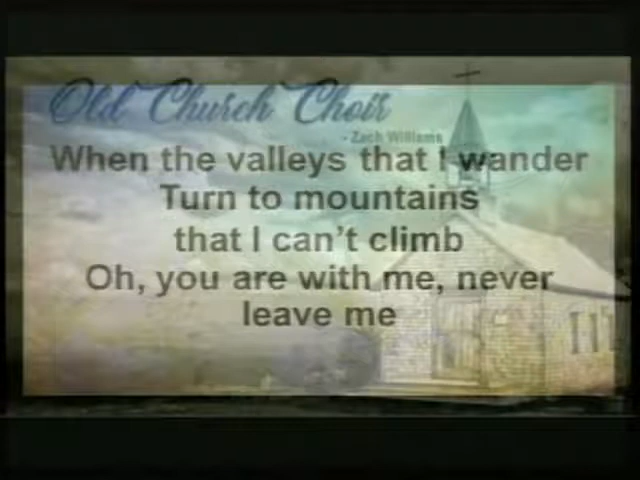 Old Church Choir
- Zach Williams
When the valleys that I wander
Turn to mountains
that I can't climb
Oh, you are with me, never
leave me